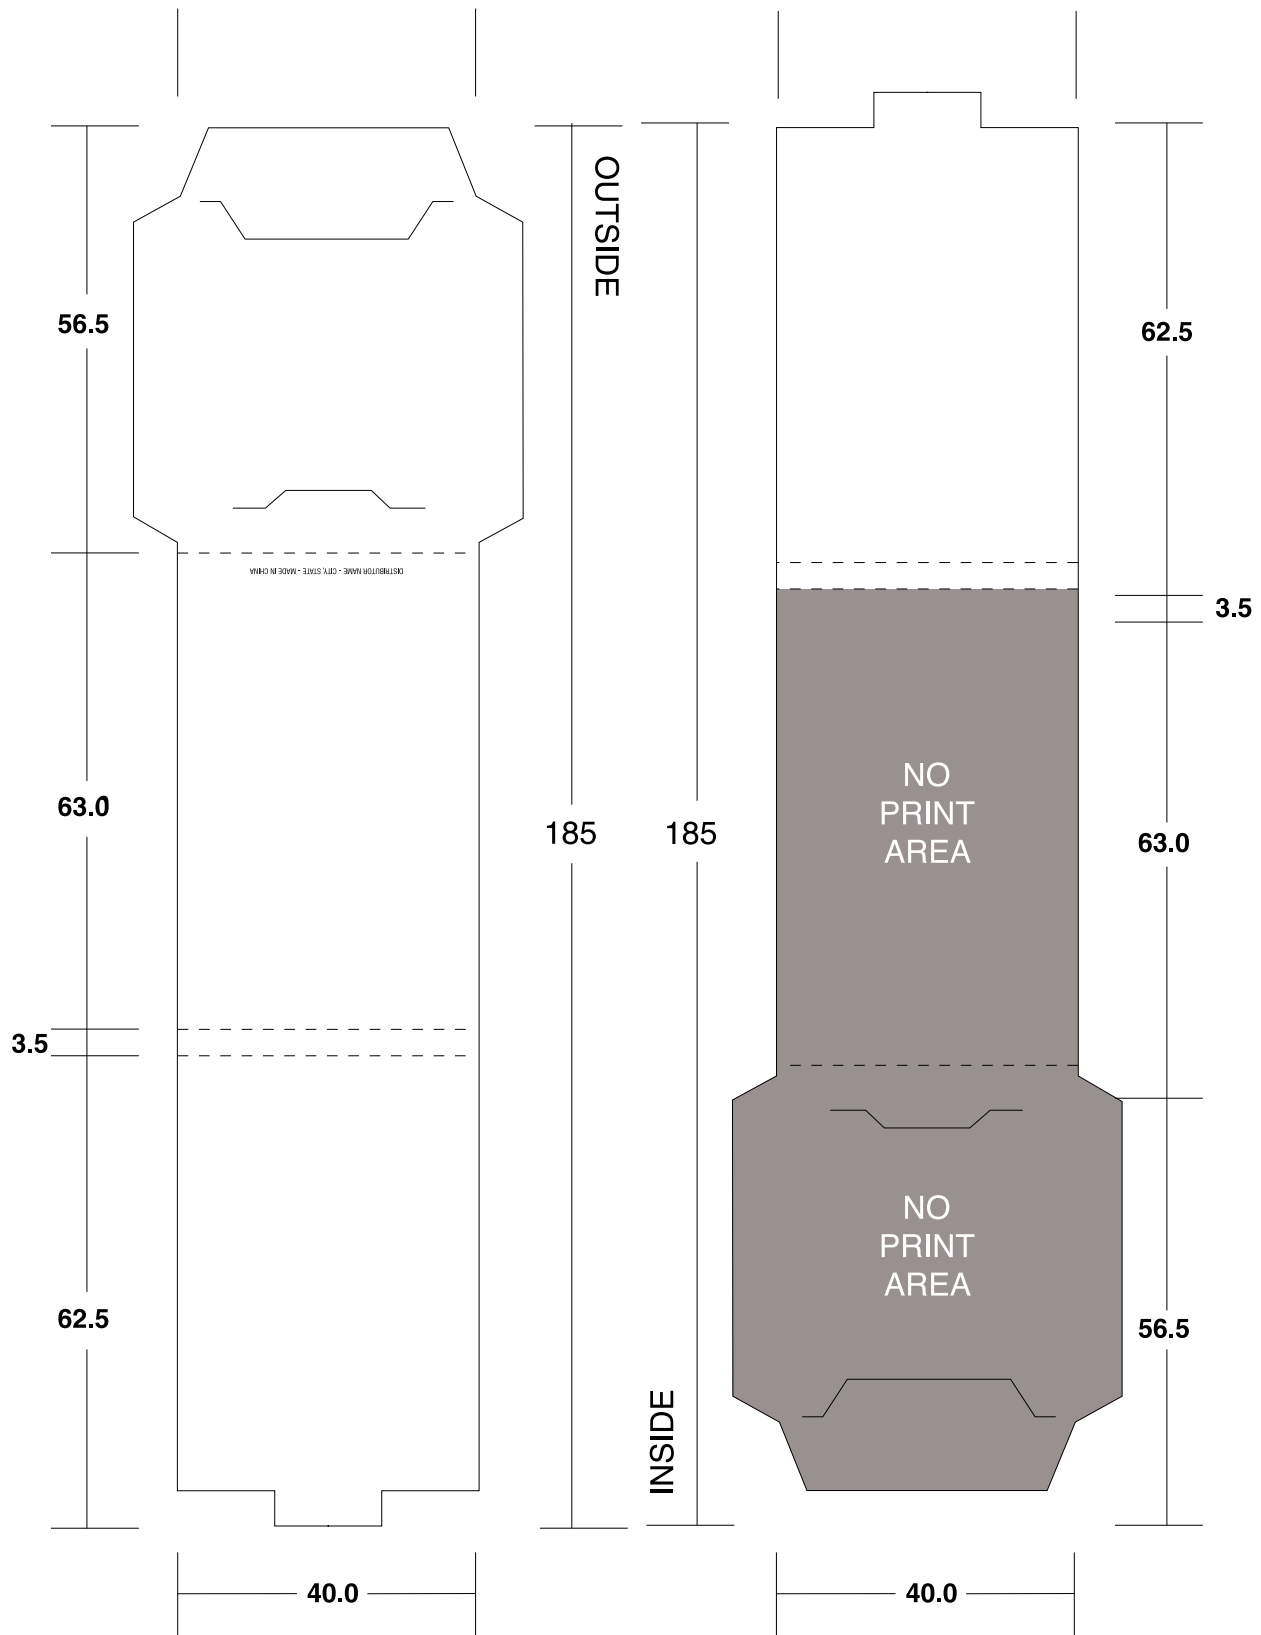 OUTSIDE
56.5
DISTRIBUTOR NAME - CITY, STATE - MADE IN CHINA
63.0
3.5
62.5
185
40.0
185
62.5
3.5
NO
PRINT
AREA
63.0
NO
PRINT
AREA
56.5
INSIDE
40.0